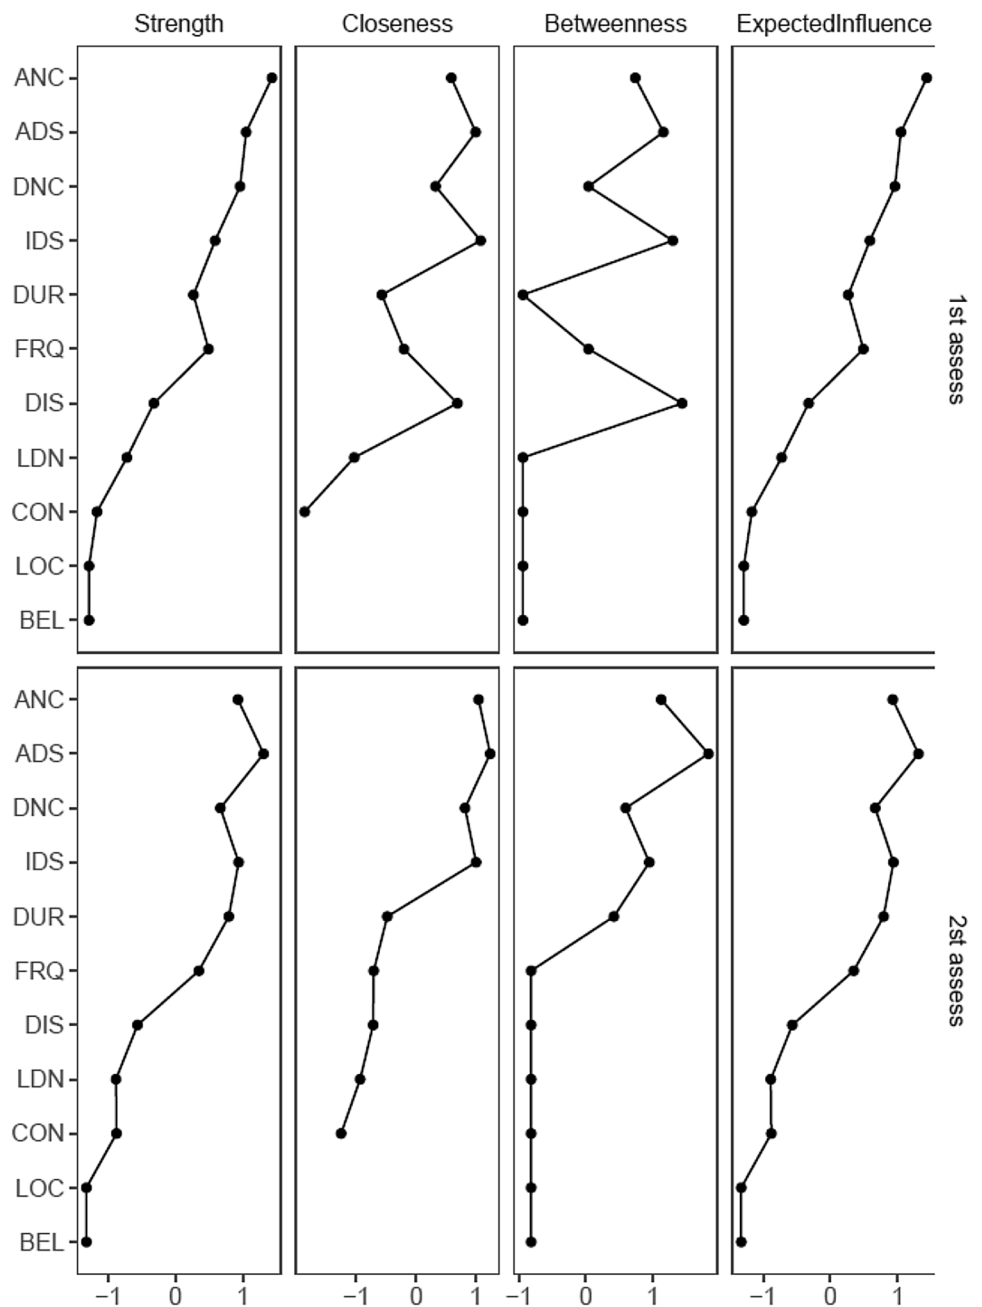 Strength Closeness Betweenness ExpectedInfluence
ANC
ADS
DNC
IDS
DUR
FRQ
DIS
LDN
CON
LOC
BEL
1st assess
ANC
ADS
DNC
IDS
DUR
FRQ
DIS
LDN
CON
LOC
BEL
2st assess
−1 0 1 −1 0 1 −1 0 1 −1 0 1